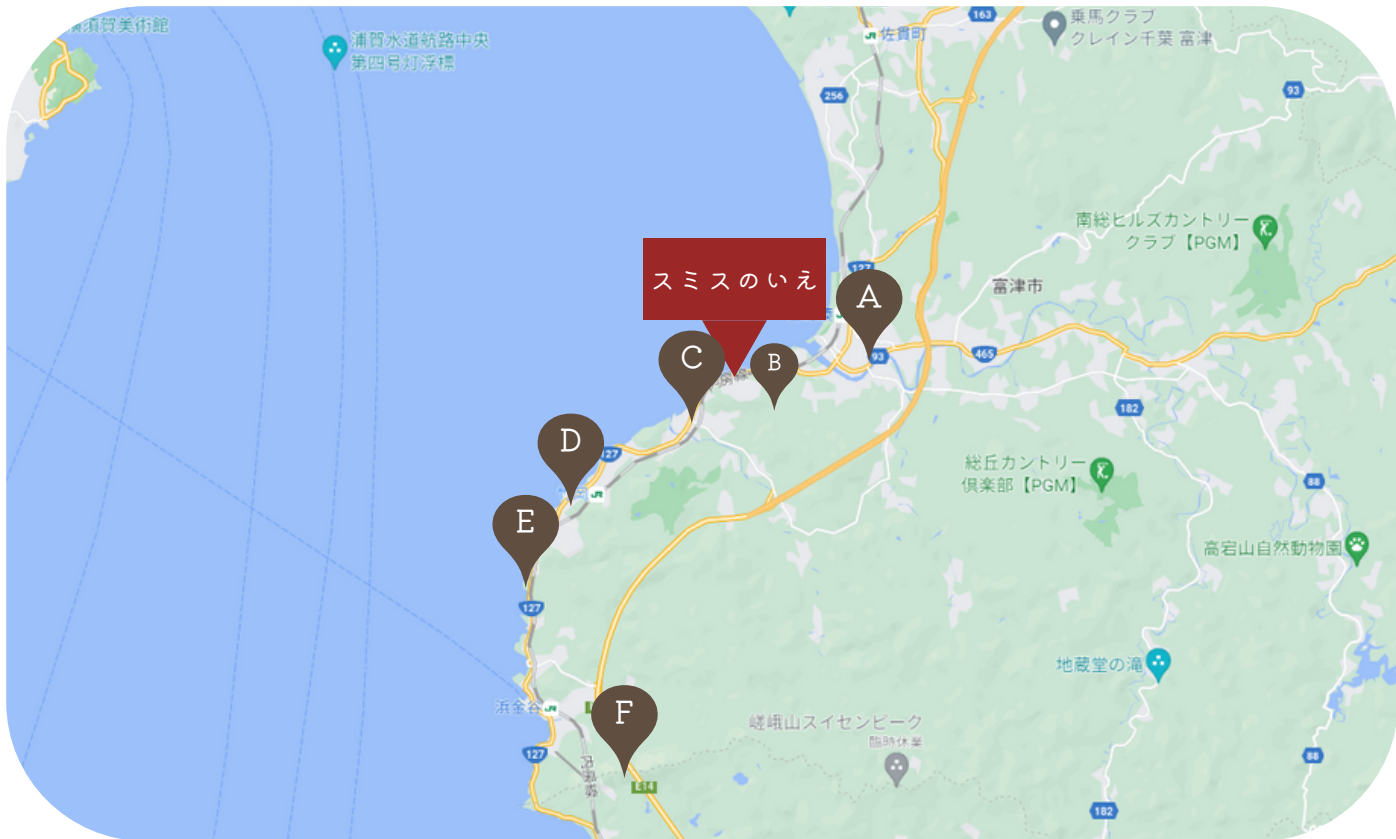 横須賀美術館
浦賀水道航路中央
第四号灯浮標
163
乗馬クラブ
クレイン千葉 富津
JR 佐貫町
256
93
南総ヒルズカントリー
クラブ【PGM】
127
スミスのいえ
A
富津市
C
B
93
465
182
D
127
総丘カントリー
倶楽部【PGM】
88
JR
E
高宕山自然動物園
127
地蔵堂の滝
浜金谷 JR
F
嵯峨山スイセンピーク
臨時休業
127
88
E14
182